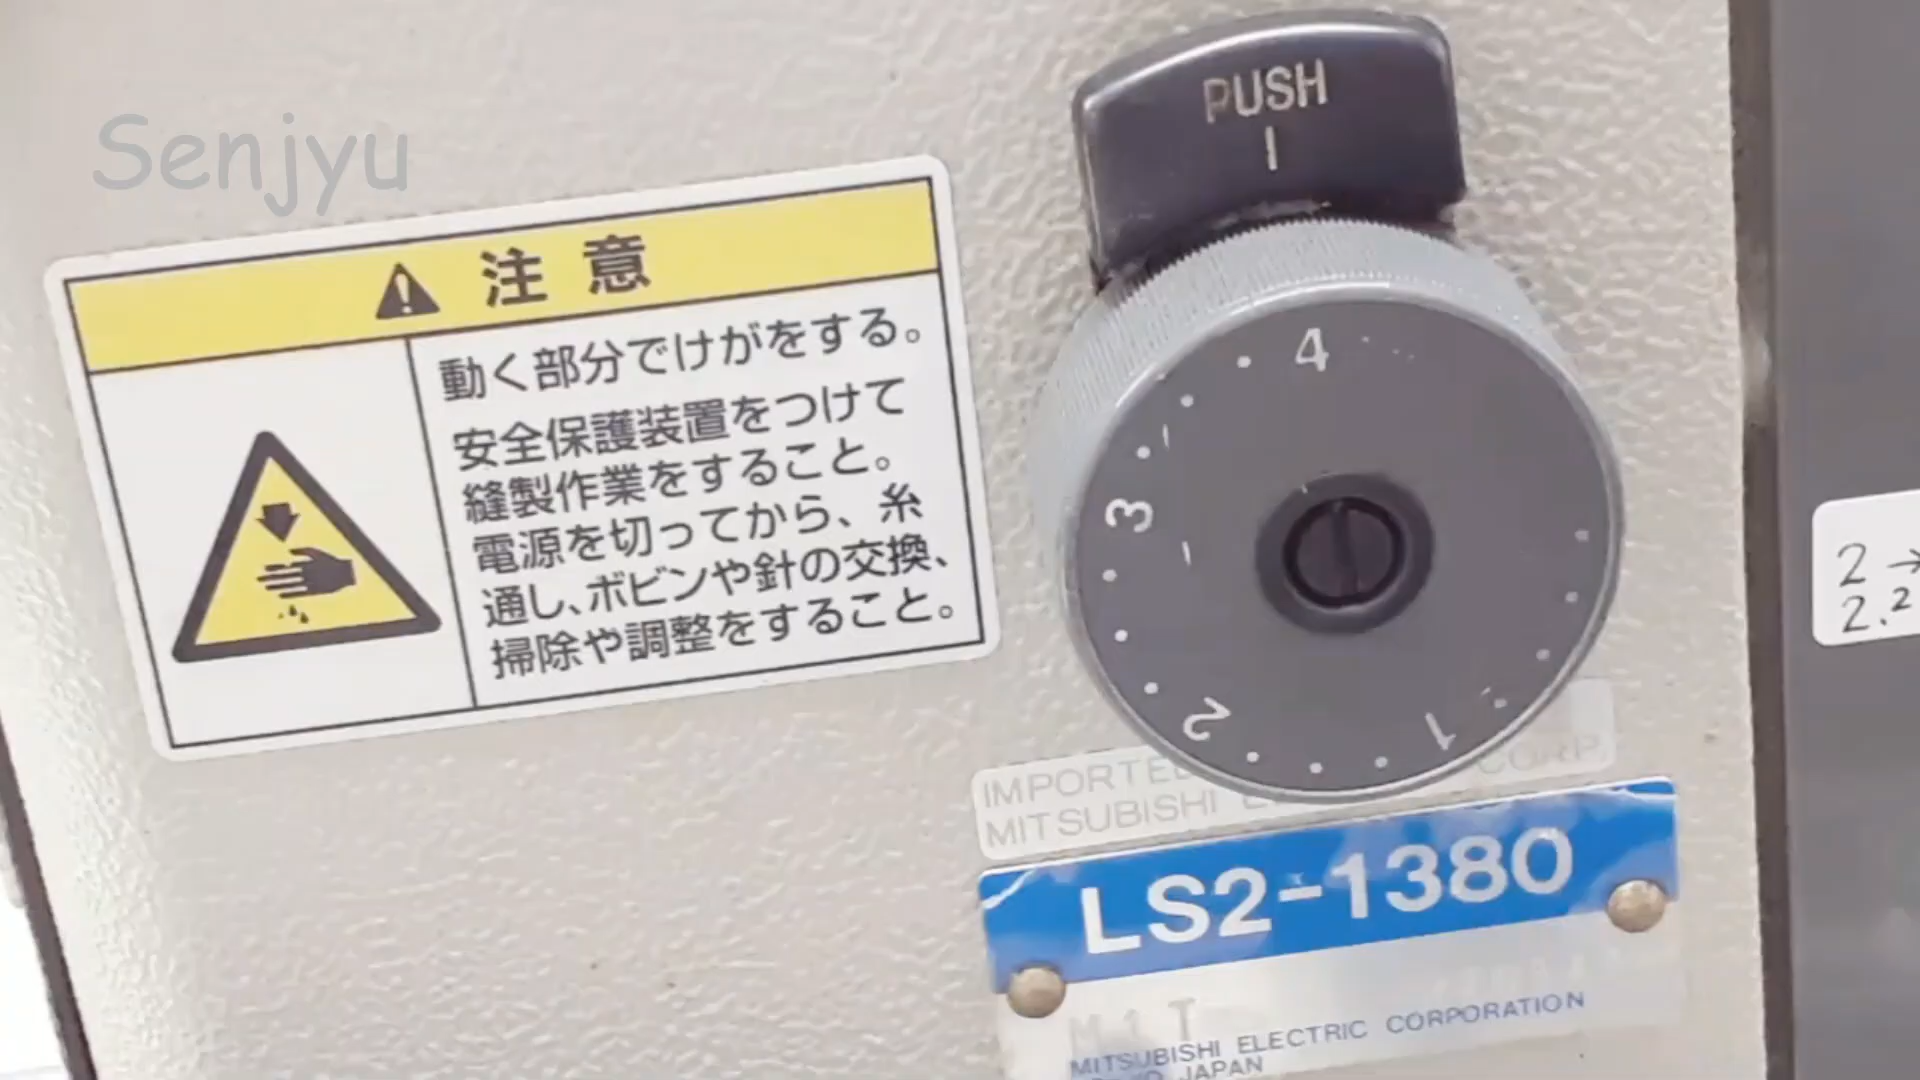 Senjyu
PUSH
注意
動く部分でけがをする。
安全保護装置をつけて
縫製作業をすること。
電源を切ってから、糸
通し、ボビンや針の交換、
掃除や調整をすること。
4
3
2
1
2 →
2.2
IMPORTED CORP
MITSUBISHI
LS2-1380
MITSUBISHI ELECTRIC CORPORATION
JAPAN